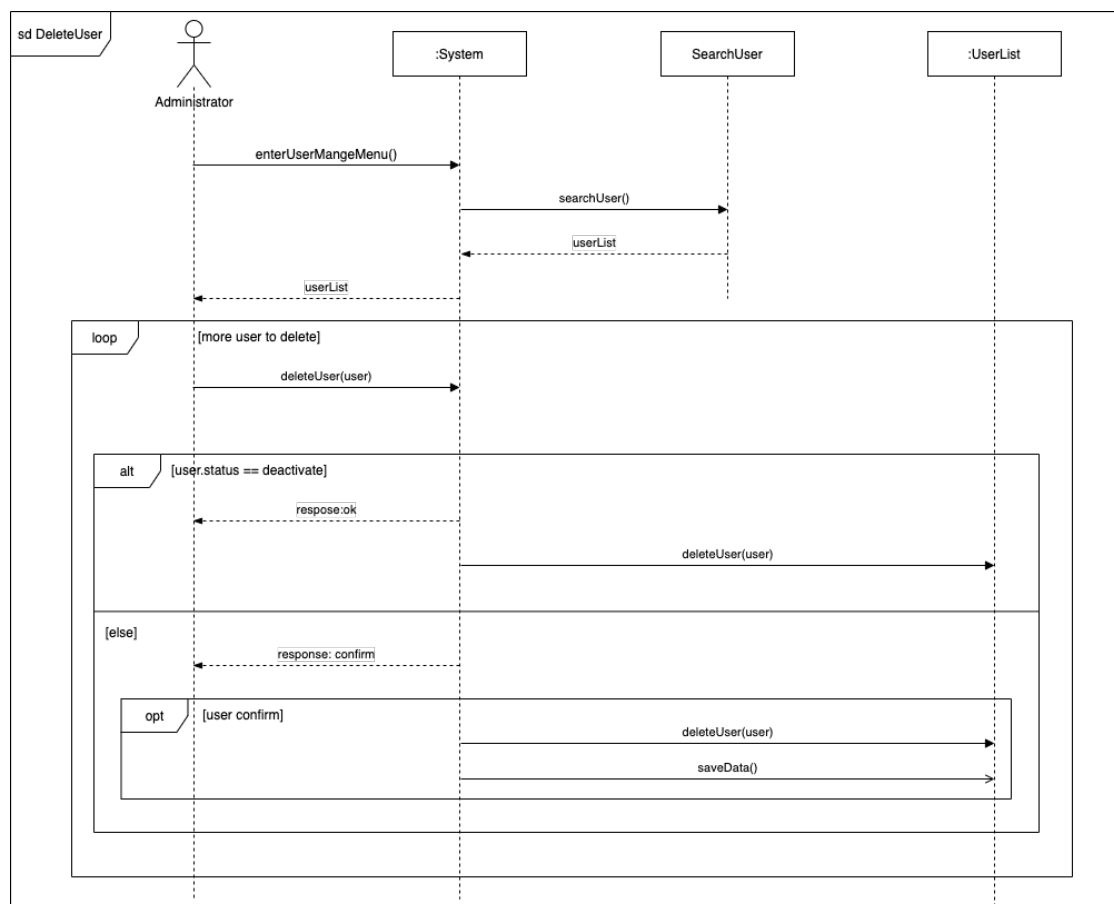 sd DeleteUser
:System
SearchUser
:UserList
Administrator
enterUserMangeMenu()
searchUser()
userList
userList
loop
[more user to delete]
deleteUser(user)
alt
[user.status == deactivate]
respose:ok
deleteUser(user)
[else]
response: confirm
opt
[user confirm]
deleteUser(user)
saveData()